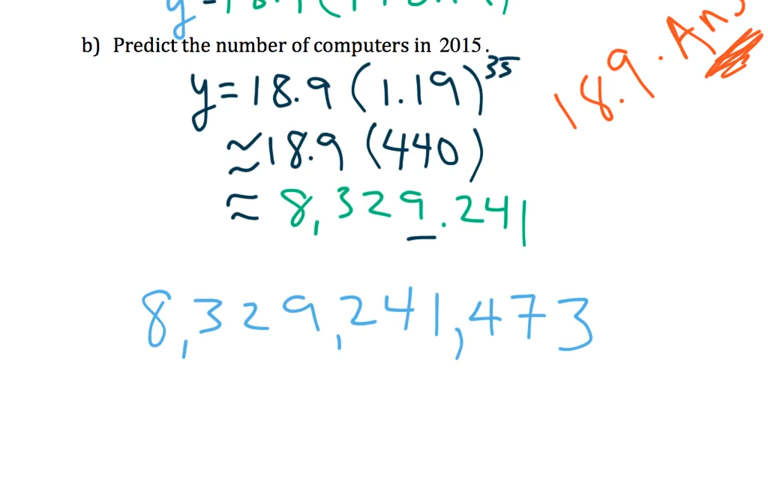 b) Predict the number of computers in 2015.
y=18.9(1.19)^35
≈18.9(440)
≈ 8,329.241
8,329,241,473
18.9.Ans